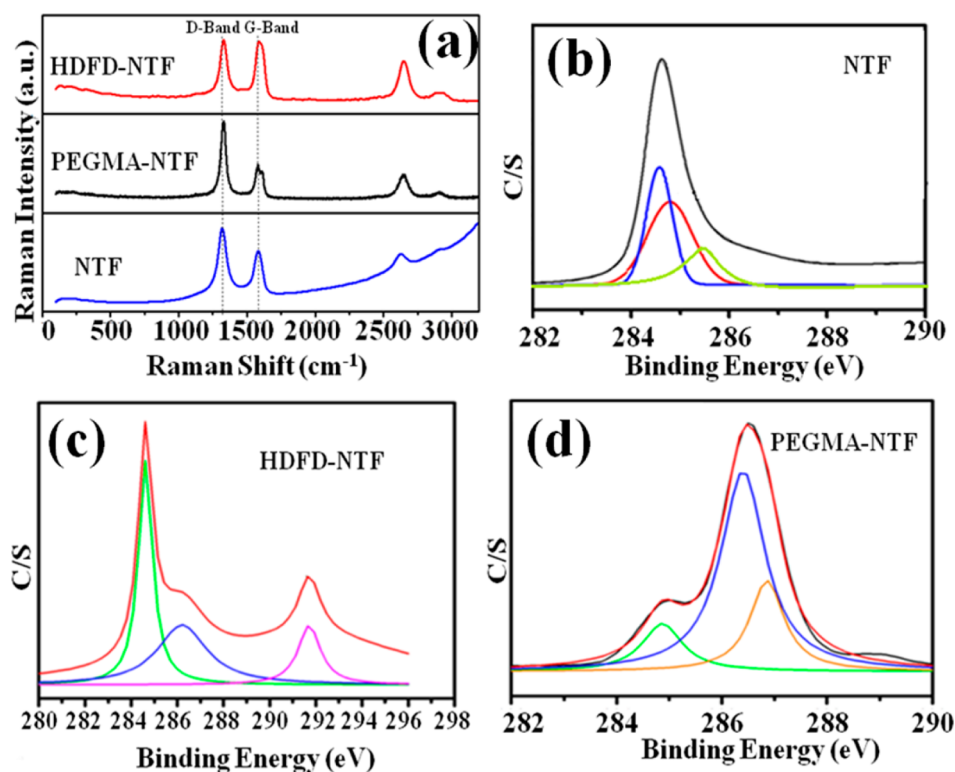 D-Band G-Band
(a)
HDFD-NTF
PEGMA-NTF
NTF
Raman Intensity (a.u.)
0 500 1000 1500 2000 2500 3000
Raman Shift (cm⁻¹)
(b)
NTF
C/S
282 284 286 288 290
Binding Energy (eV)
(c)
HDFD-NTF
C/S
280 282 284 286 288 290 292 294 296 298
Binding Energy (eV)
(d)
PEGMA-NTF
C/S
282 284 286 288 290
Binding Energy (eV)